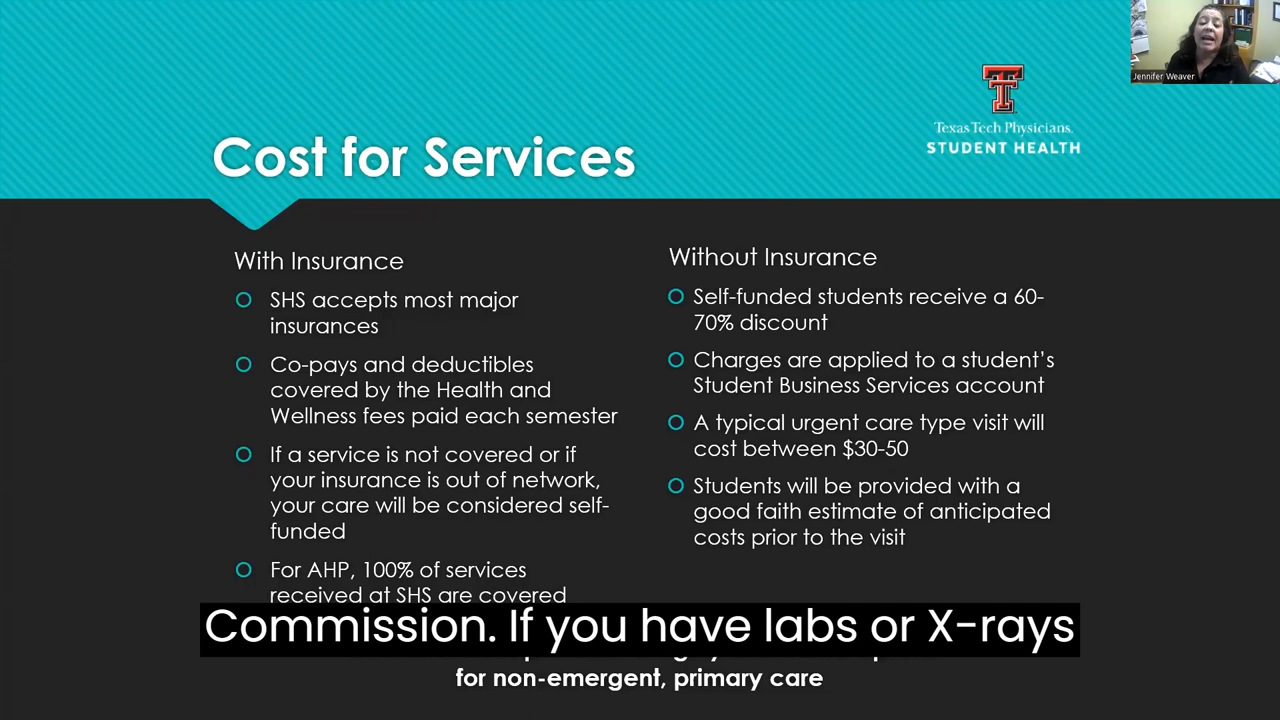 Jennifer Weaver
T
Texas Tech Physicians.
STUDENT HEALTH
Cost for Services
With Insurance
SHS accepts most major
insurances
Co-pays and deductibles
covered by the Health and
Wellness fees paid each semester
If a service is not covered or if
your insurance is out of network,
your care will be considered self-
funded
For AHP, 100% of services
received at SHS are covered
Without Insurance
Self-funded students receive a 60-
70% discount
Charges are applied to a student’s
Student Business Services account
A typical urgent care type visit will
cost between $30-50
Students will be provided with a
good faith estimate of anticipated
costs prior to the visit
Commission. If you have labs or X-rays
for non-emergent, primary care